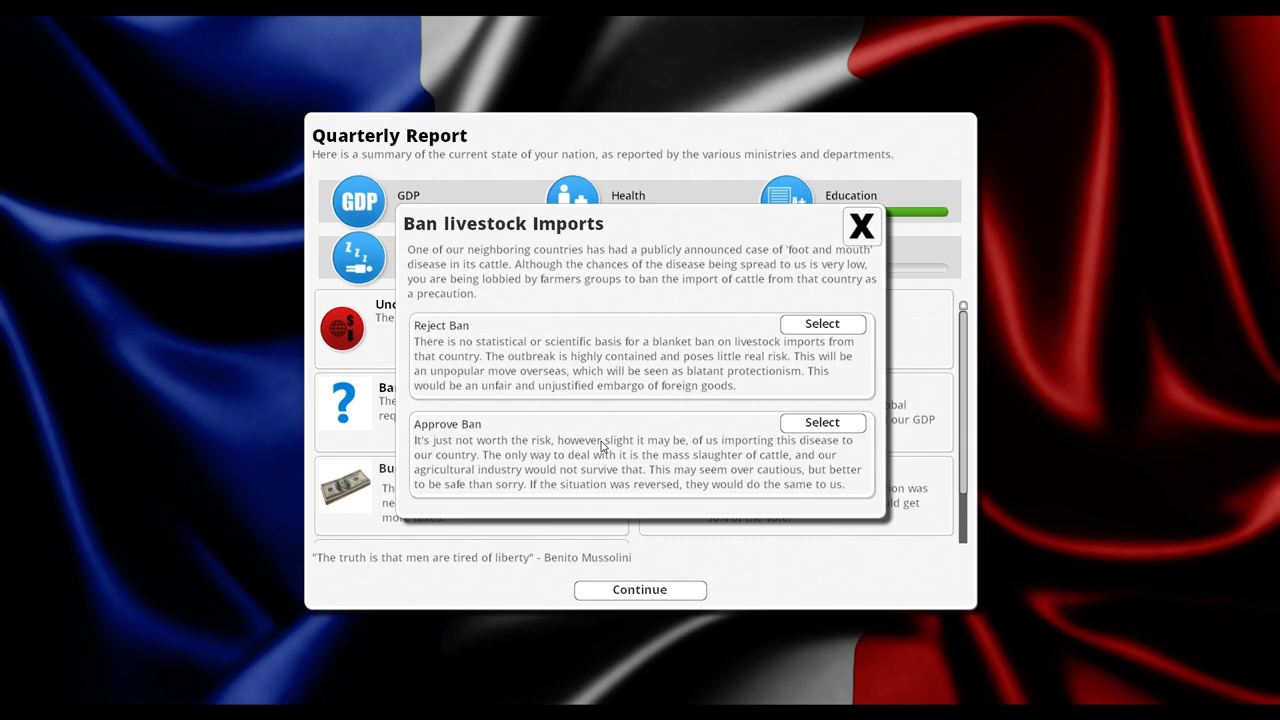 Quarterly Report
Here is a summary of the current state of your nation, as reported by the various ministries and departments.
GDP
GDP
Health
Education
Ban livestock Imports
X
One of our neighboring countries has had a publicly announced case of 'foot and mouth'
disease in its cattle. Although the chances of the disease being spread to us is very low,
you are being lobbied by farmers groups to ban the import of cattle from that country as
a precaution.
Reject Ban
Select
There is no statistical or scientific basis for a blanket ban on livestock imports from
that country. The outbreak is highly contained and poses little real risk. This will be
an unpopular move overseas, which will be seen as blatant protectionism. This
would be an unfair and unjustified embargo of foreign goods.
Approve Ban
Select
It's just not worth the risk, however slight it may be, of us importing this disease to
our country. The only way to deal with it is the mass slaughter of cattle, and our
agricultural industry would not survive that. This may seem over cautious, but better
to be safe than sorry. If the situation was reversed, they would do the same to us.
"The truth is that men are tired of liberty" - Benito Mussolini
Continue